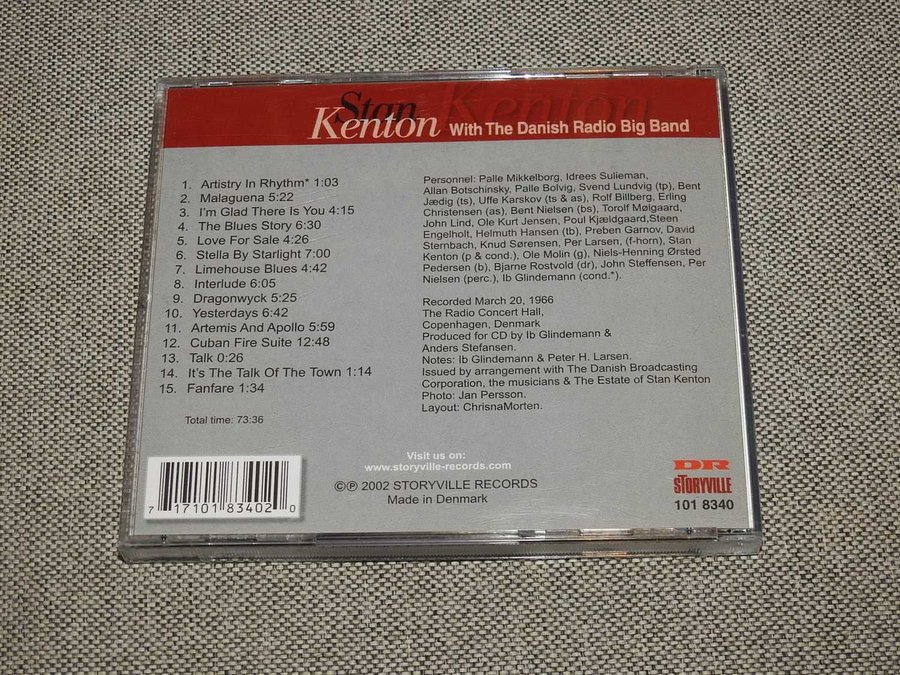 Stan Kenton
Kenton With The Danish Radio Big Band
1. Artistry In Rhythm* 1:03
2. Malaguena 5:22
3. I'm Glad There is You 4:15
4. The Blues Story 6:30
5. Love For Sale 4:26
6. Stella By Starlight 7:00
7. Limehouse Blues 4:42
8. Interlude 6:05
9. Dragonwyck 5:25
10. Yesterdays 6:42
11. Artemis And Apollo 5:59
12. Cuban Fire Suite 12:48
13. Talk 0:26
14. It's The Talk Of The Town 1:14
15. Fanfare 1:34
Total time: 73:36
Personnel: Palle Mikkelborg, Idrees Sulieman,
Allan Botschinsky, Palle Bolvig, Svend Lundvig (tp), Bent
Jædig (ts), Uffe Karskov (ts & as), Rolf Billberg, Erling
Christensen (as), Bent Nielsen (bs), Torolf Mølgaard,
John Lind, Ole Kurt Jensen, Poul Kjældgaard,Steen
Engelholt, Helmuth Hansen (tb), Preben Garnov, David
Sternbach, Knud Sørensen, Per Larsen, (f-horn), Stan
Kenton (p & cond.), Ole Molin (g), Niels-Henning Ørsted
Pedersen (b), Bjarne Rostvold (dr), John Steffensen, Per
Nielsen (perc.), Ib Glindemann (cond.*).
Recorded March 20, 1966
The Radio Concert Hall,
Copenhagen, Denmark
Produced for CD by Ib Glindemann &
Anders Stefansen.
Notes: Ib Glindemann & Peter H. Larsen.
Issued by arrangement with The Danish Broadcasting
Corporation, the musicians & The Estate of Stan Kenton
Photo: Jan Persson.
Layout: ChrisnaMorten.
Visit us on:
www.storyville-records.com
©℗ 2002 STORYVILLE RECORDS
Made in Denmark
7 17101 83402 0
DR
STORYVILLE
101 8340